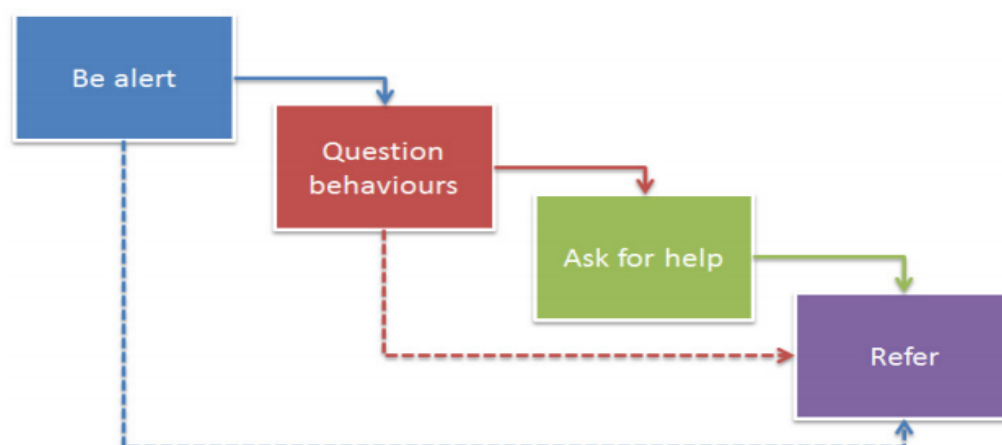 Be alert
Question
behaviours
Ask for help
Refer